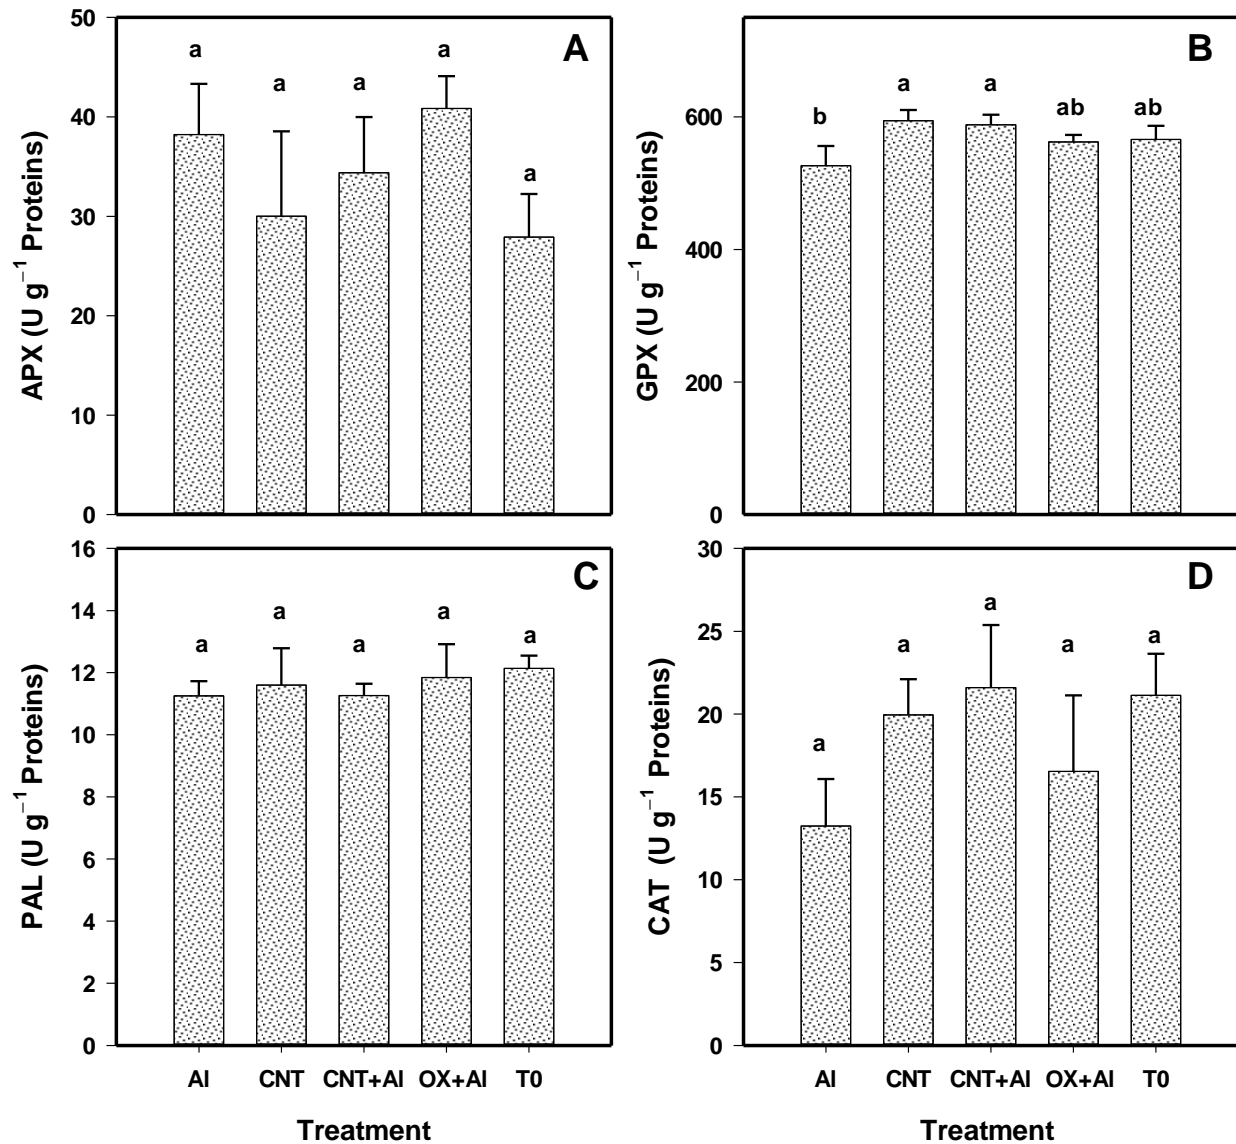 A
APX (U g⁻¹ Proteins)
50
40
30
20
10
0
a a a a a
B
GPX (U g⁻¹ Proteins)
600
400
200
0
b a a ab ab
C
PAL (U g⁻¹ Proteins)
16
14
12
10
8
6
4
2
0
a a a a a
Al CNT CNT+Al OX+Al T0
Treatment
D
CAT (U g⁻¹ Proteins)
30
25
20
15
10
5
0
a a a a a
Al CNT CNT+Al OX+Al T0
Treatment